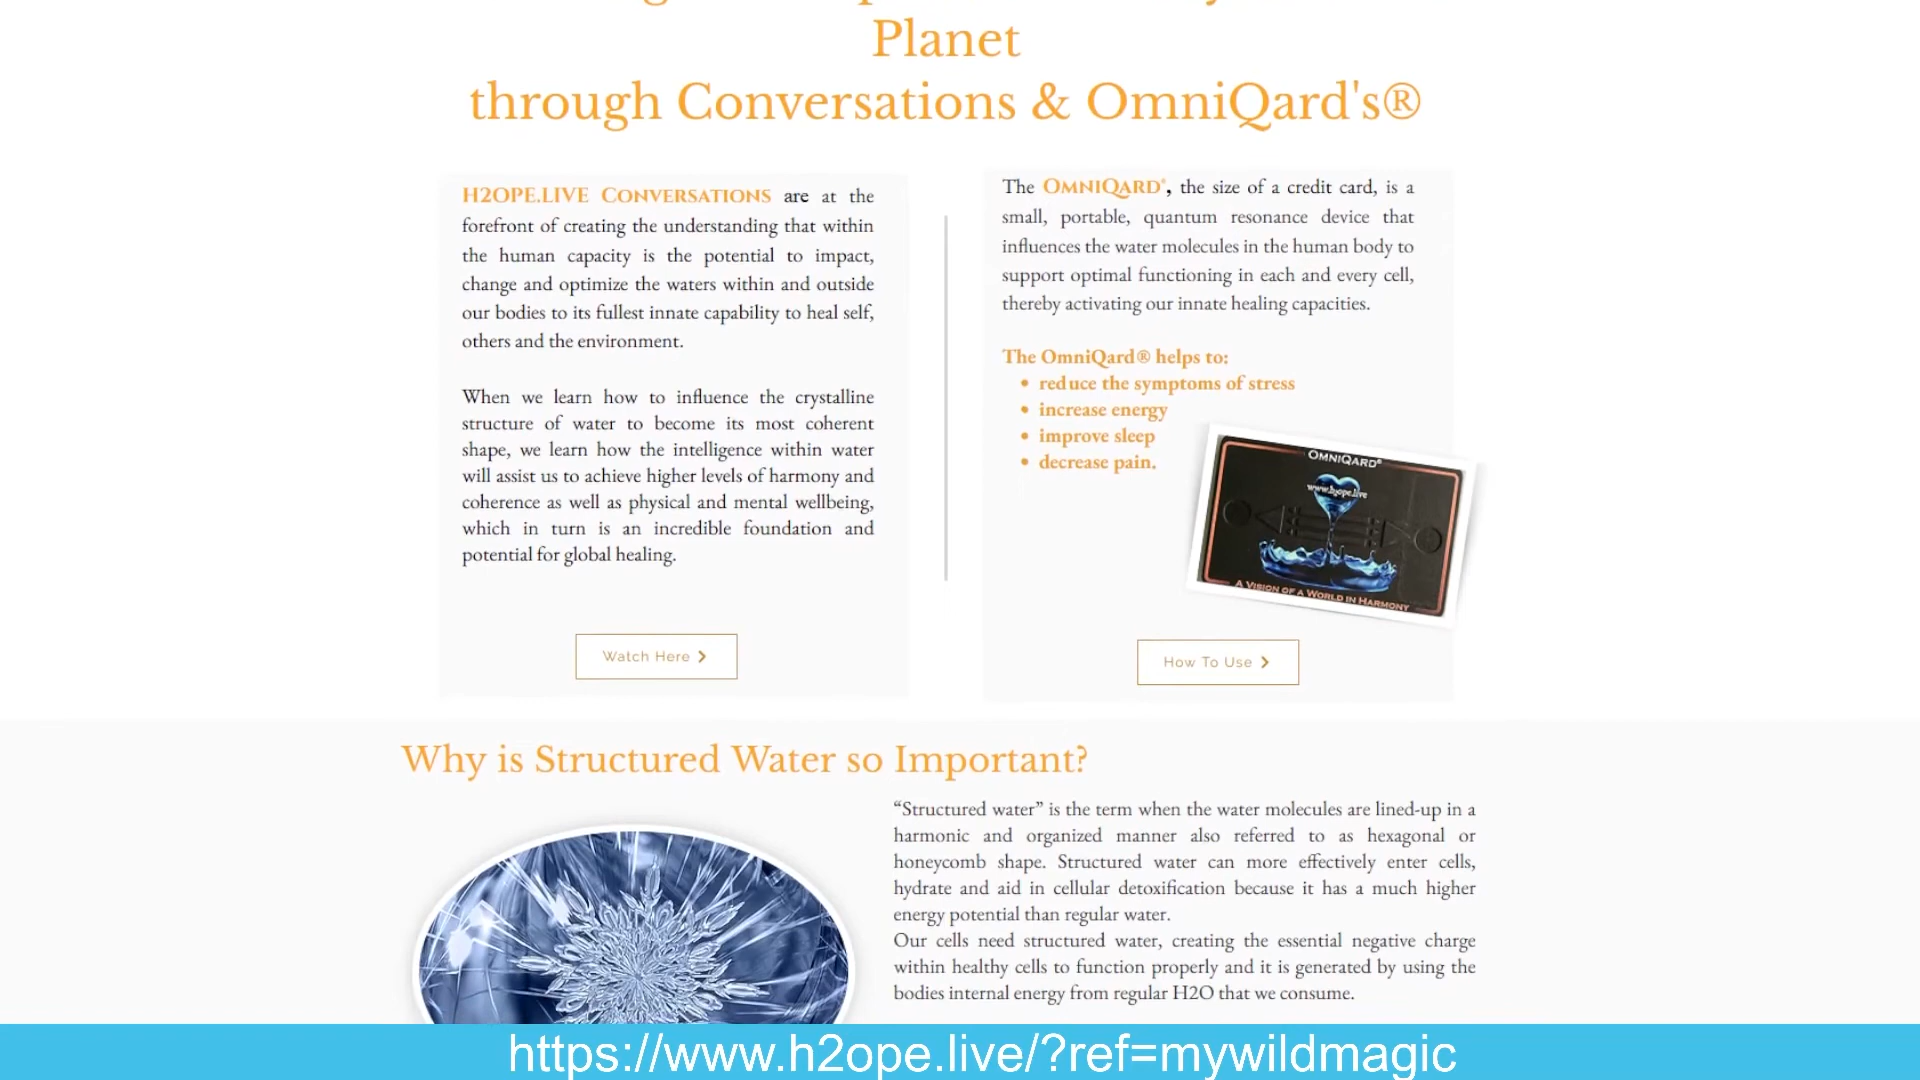 Planet
through Conversations & OmniQard's®
H2OPE.LIVE Conversations are at the
forefront of creating the understanding that within
the human capacity is the potential to impact,
change and optimize the waters within and outside
our bodies to its fullest innate capability to heal self,
others and the environment.
When we learn how to influence the crystalline
structure of water to become its most coherent
shape, we learn how the intelligence within water
will assist us to achieve higher levels of harmony and
coherence as well as physical and mental wellbeing,
which in turn is an incredible foundation and
potential for global healing.
Watch Here
The OmniQard®, the size of a credit card, is a
small, portable, quantum resonance device that
influences the water molecules in the human body to
support optimal functioning in each and every cell,
thereby activating our innate healing capacities.
The OmniQard® helps to:
• reduce the symptoms of stress
• increase energy
• improve sleep
• decrease pain.
OmniQard®
www.h2ope.live
A Vision of a World in Harmony
How To Use
Why is Structured Water so Important?
“Structured water” is the term when the water molecules are lined-up in a
harmonic and organized manner also referred to as hexagonal or
honeycomb shape. Structured water can more effectively enter cells,
hydrate and aid in cellular detoxification because it has a much higher
energy potential than regular water.
Our cells need structured water, creating the essential negative charge
within healthy cells to function properly and it is generated by using the
bodies internal energy from regular H2O that we consume.
https://www.h2ope.live/?ref=mywildmagic